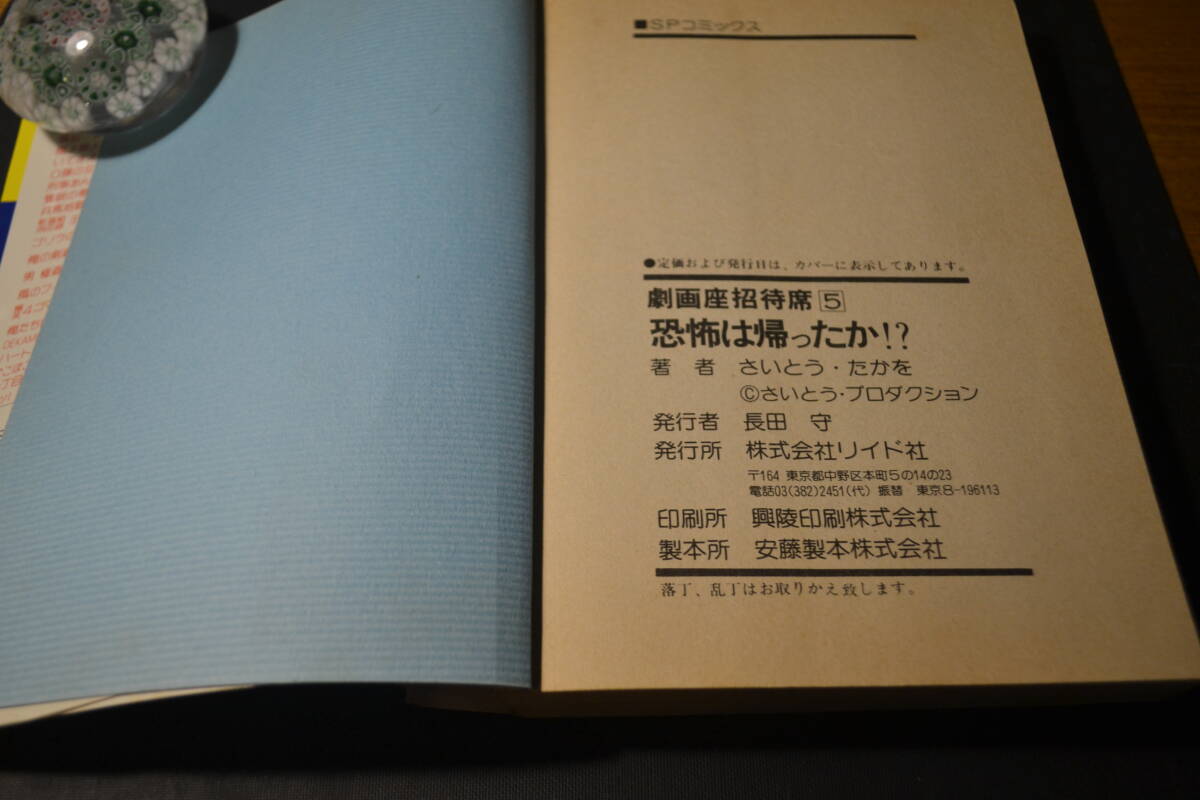 ■SPコミックス
●定価および発行日は、カバーに表示してあります。
劇画座招待席5
恐怖は帰ったか!?
著 者 さいとう・たかを
©さいとう・プロダクション
発行者 長田 守
発行所 株式会社リイド社
〒164 東京都中野区本町5の14の23
電話03(382)2451(代) 振替 東京8-196113
印刷所 興陵印刷株式会社
製本所 安藤製本株式会社
落丁、乱丁はお取りかえ致します。